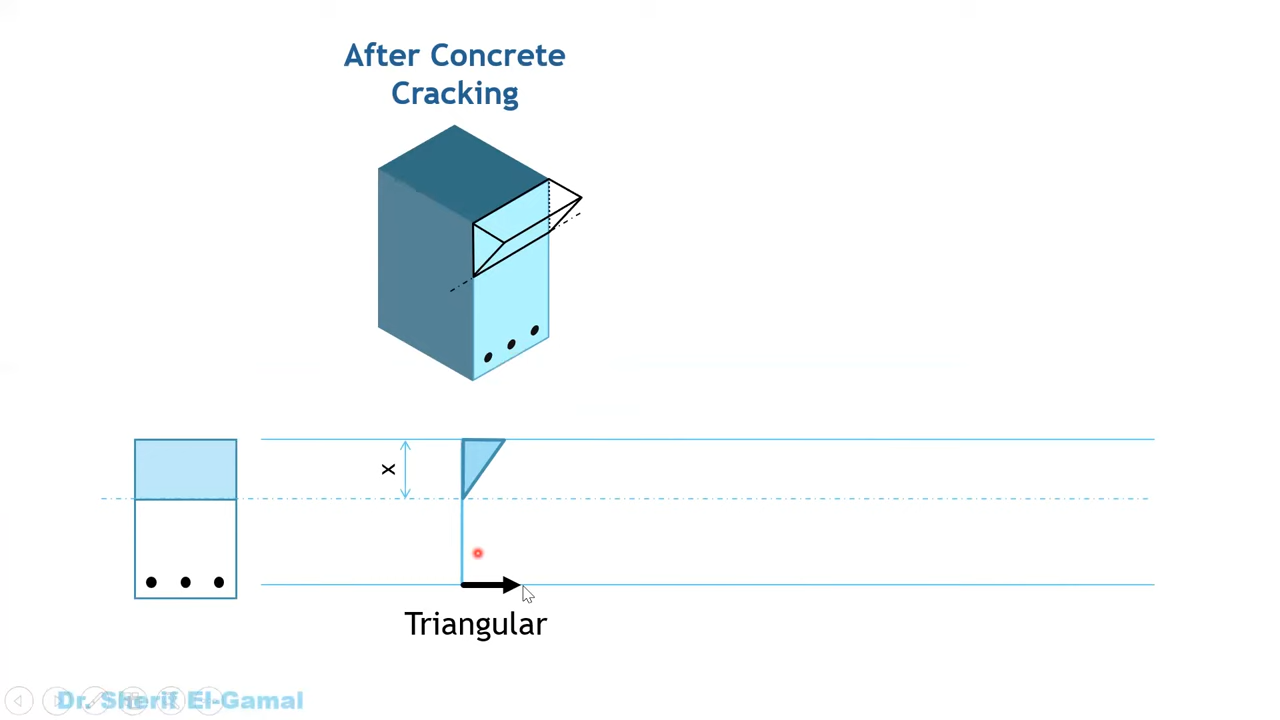 After Concrete
Cracking
x
Triangular
Dr. Sherif El-Gamal